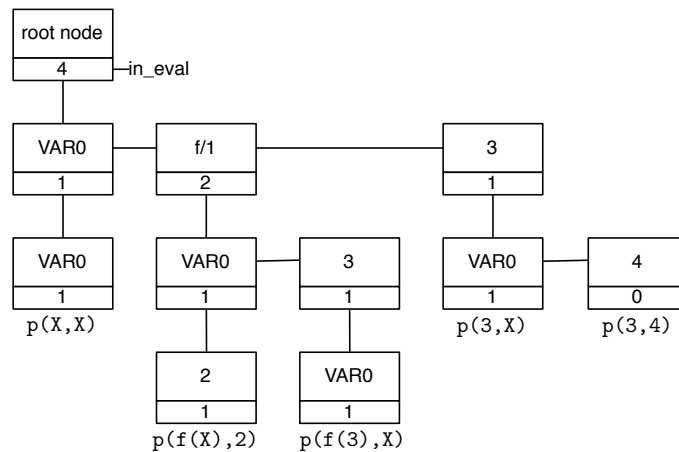 root node
4 in_eval
VAR0 f/1 3
1 2 1
VAR0 VAR0 3 VAR0 4
1 1 1 1 0
p(X,X) p(3,X) p(3,4)
2 VAR0
1 1
p(f(X),2) p(f(3),X)